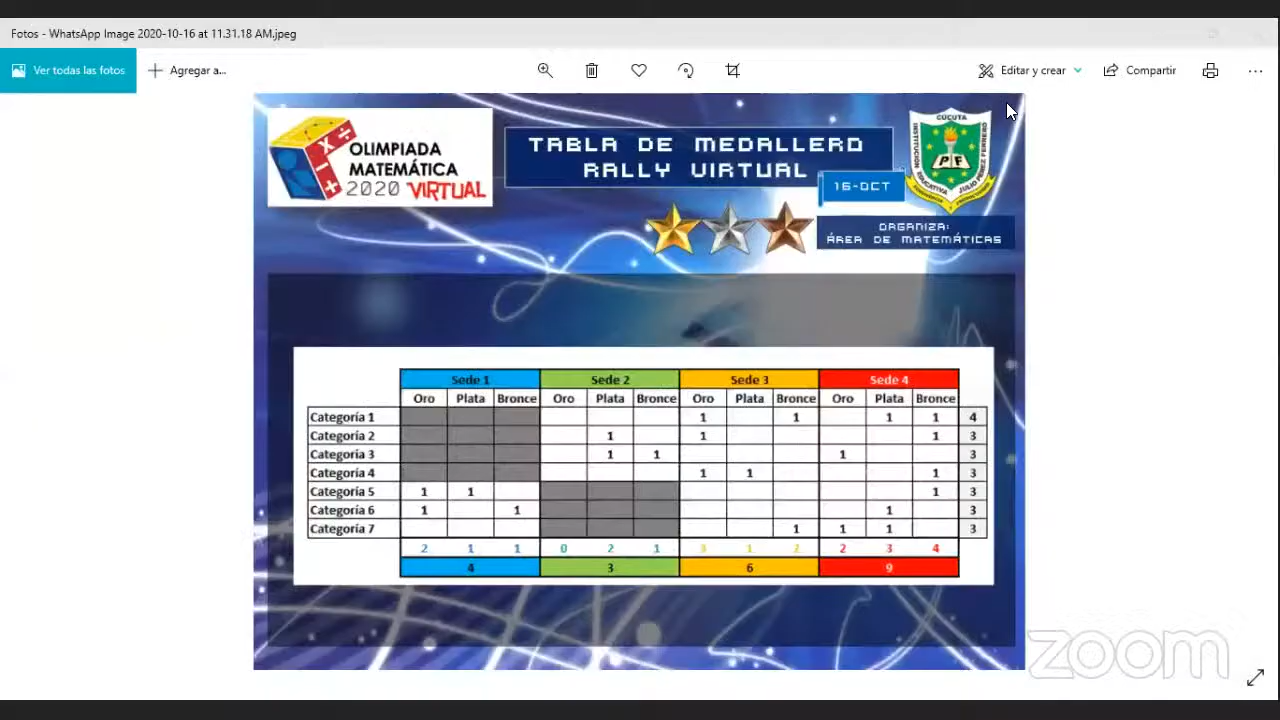 Fotos - WhatsApp Image 2020-10-16 at 11.31.18 AM.jpeg
Ver todas las fotos
Agregar a...
Editar y crear
Compartir
OLIMPIADA
MATEMÁTICA
2020 VIRTUAL
TABLA DE MEDALLERO
RALLY VIRTUAL
16-OCT
CÚCUTA
INSTITUCIÓN EDUCATIVA JULIO PÉREZ FERRERO
PF
ORGANIZA:
ÁREA DE MATEMÁTICAS
Sede 1 Sede 2 Sede 3 Sede 4
Oro Plata Bronce Oro Plata Bronce Oro Plata Bronce Oro Plata Bronce
Categoría 1 1 1 1 1 4
Categoría 2 1 1 1 3
Categoría 3 1 1 1 3
Categoría 4 1 1 1 3
Categoría 5 1 1 1 3
Categoría 6 1 1 1 3
Categoría 7 1 1 1 3
2 1 1 0 2 1 3 1 2 2 3 4
4 3 6 9
zoom